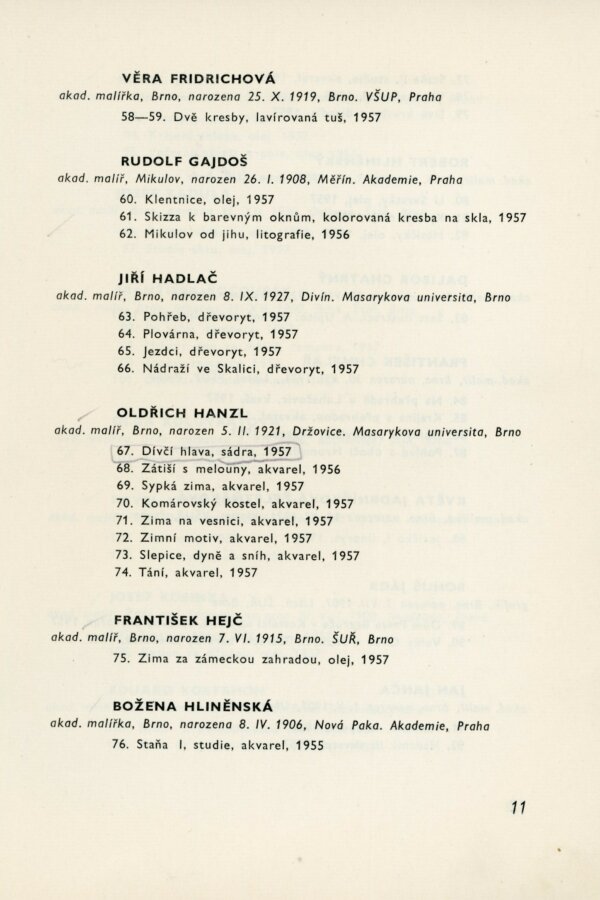 VĚRA FRIDRICHOVÁ
akad. malířka, Brno, narozena 25. X. 1919, Brno. VŠUP, Praha
58—59. Dvě kresby, lavírovaná tuš, 1957
RUDOLF GAJDOŠ
akad. malíř, Mikulov, narozen 26. I. 1908, Měřín. Akademie, Praha
60. Klentnice, olej, 1957
61. Skizza k barevným oknům, kolorovaná kresba na skla, 1957
62. Mikulov od jihu, litografie, 1956
JIŘÍ HADLAČ
akad. malíř, Brno, narozen 8. IX. 1927, Divín. Masarykova universita, Brno
63. Pohřeb, dřevoryt, 1957
64. Plovárna, dřevoryt, 1957
65. Jezdci, dřevoryt, 1957
66. Nádraží ve Skalici, dřevoryt, 1957
OLDŘICH HANZL
akad. malíř, Brno, narozen 5. II. 1921, Držovice. Masarykova universita, Brno
67. Dívčí hlava, sádra, 1957
68. Zátiší s melouny, akvarel, 1956
69. Sypká zima, akvarel, 1957
70. Komárovský kostel, akvarel, 1957
71. Zima na vesnici, akvarel, 1957
72. Zimní motiv, akvarel, 1957
73. Slepice, dyně a sníh, akvarel, 1957
74. Tání, akvarel, 1957
FRANTIŠEK HEJČ
akad. malíř, Brno, narozen 7. VI. 1915, Brno. ŠUŘ, Brno
75. Zima za zámeckou zahradou, olej, 1957
BOŽENA HLINĚNSKÁ
akad. malířka, Brno, narozena 8. IV. 1906, Nová Paka. Akademie, Praha
76. Staňa I, studie, akvarel, 1955
11